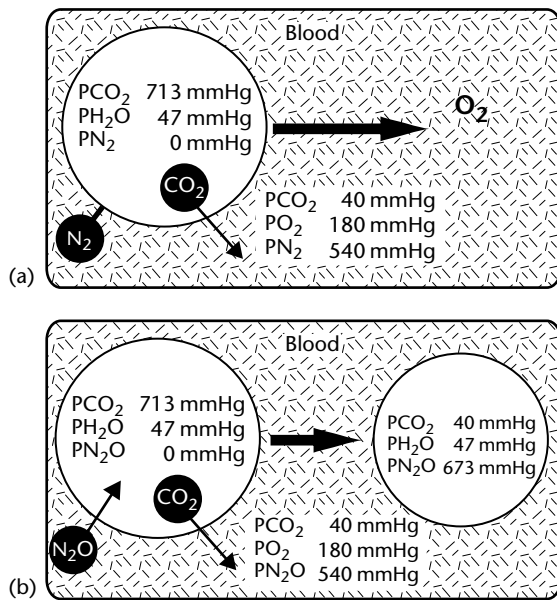 Blood
PCO₂ 713 mmHg
PH₂O 47 mmHg
PN₂ 0 mmHg
O₂
CO₂
N₂
PCO₂ 40 mmHg
PO₂ 180 mmHg
PN₂ 540 mmHg
(a)
Blood
PCO₂ 713 mmHg
PH₂O 47 mmHg
PN₂O 0 mmHg
PCO₂ 40 mmHg
PH₂O 47 mmHg
PN₂O 673 mmHg
CO₂
N₂O
PCO₂ 40 mmHg
PO₂ 180 mmHg
PN₂O 540 mmHg
(b)